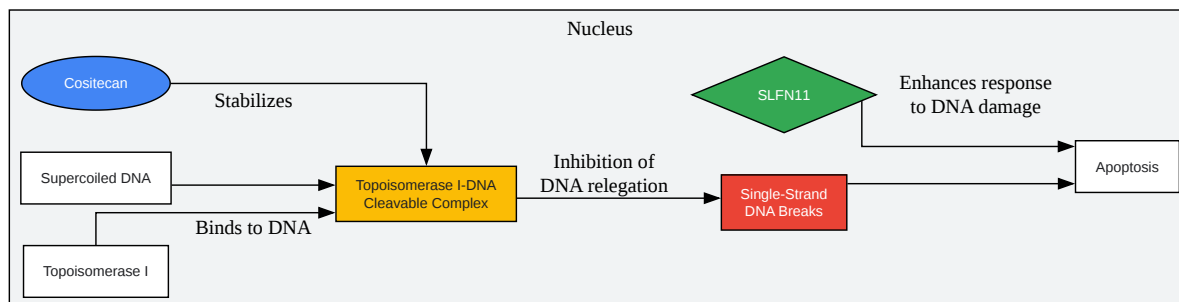 Nucleus
Cositecan
Stabilizes
SLFN11
Enhances response
to DNA damage
Supercoiled DNA
Topoisomerase I-DNA
Cleavable Complex
Inhibition of
DNA relegation
Single-Strand
DNA Breaks
Apoptosis
Binds to DNA
Topoisomerase I